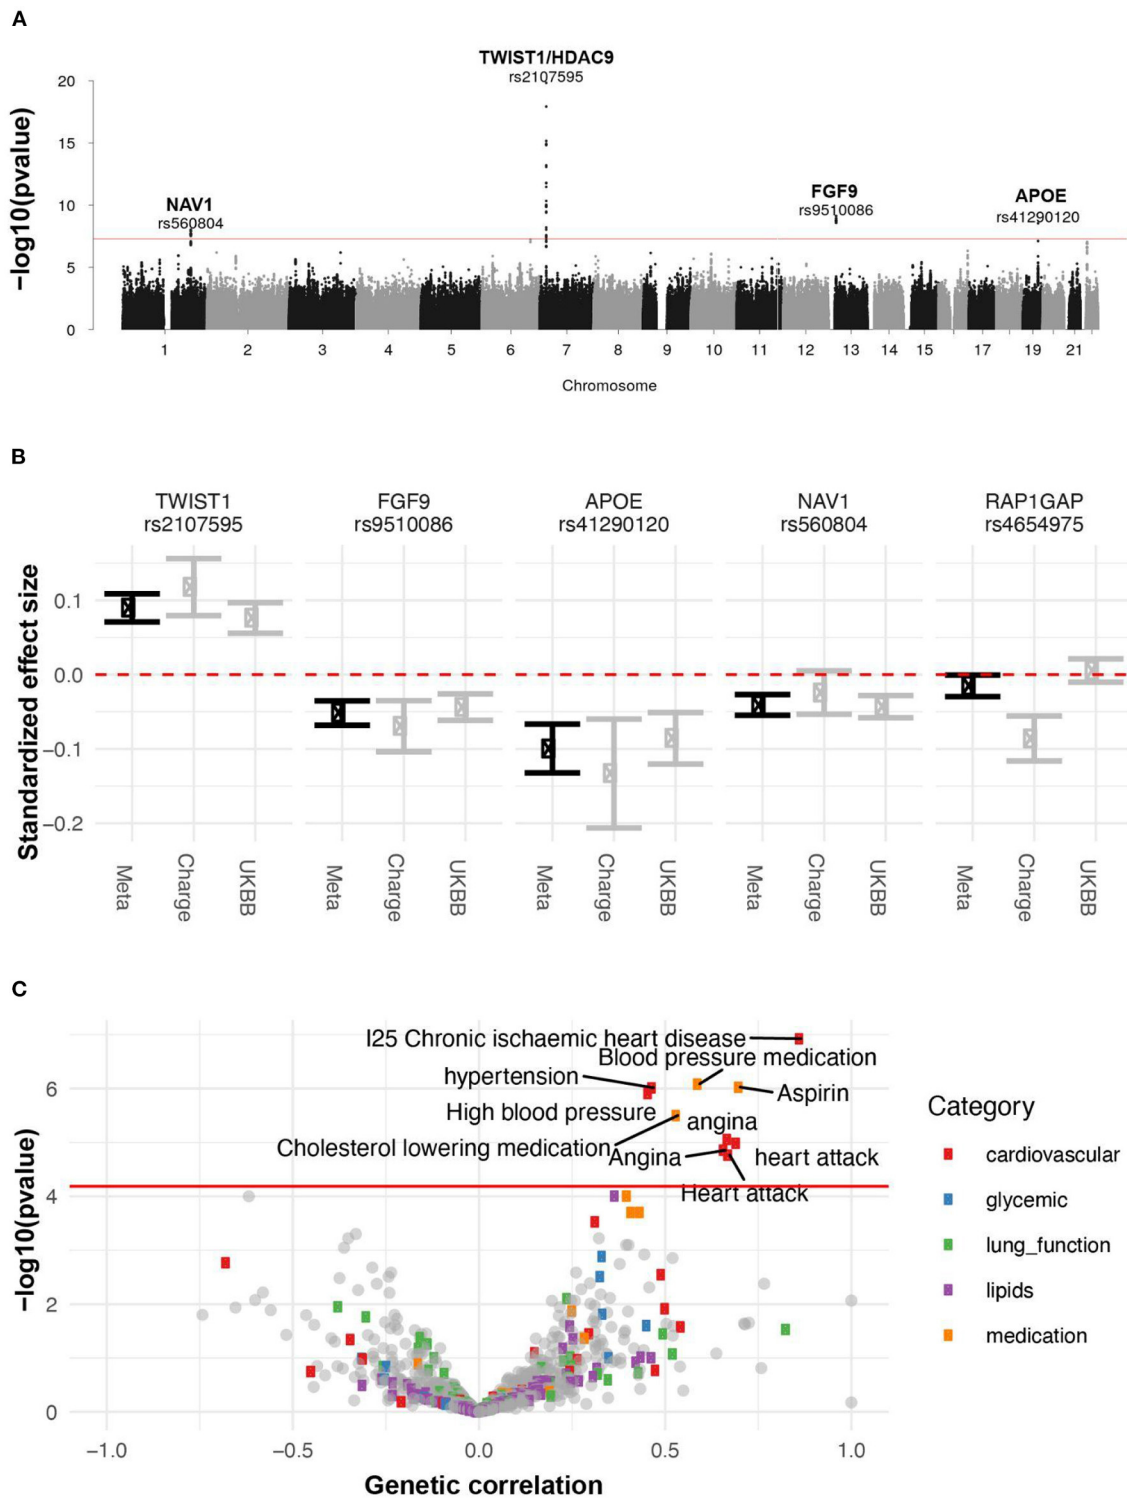 A
TWIST1/HDAC9
rs2107595
NAV1
rs560804
FGF9
rs9510086
APOE
rs41290120
−log10(pvalue)
20
15
10
5
0
1 2 3 4 5 6 7 8 9 10 11 12 13 14 15 17 19 21
Chromosome
B
TWIST1 FGF9 APOE NAV1 RAP1GAP
rs2107595 rs9510086 rs41290120 rs560804 rs4654975
Standardized effect size
0.1
0.0
−0.1
−0.2
Meta Charge UKBB Meta Charge UKBB Meta Charge UKBB Meta Charge UKBB Meta Charge UKBB
C
I25 Chronic ischaemic heart disease
Blood pressure medication
hypertension
Aspirin
High blood pressure
angina
Cholesterol lowering medication
Angina
heart attack
Heart attack
−log10(pvalue)
6
4
2
0
−1.0 −0.5 0.0 0.5 1.0
Genetic correlation
Category
cardiovascular
glycemic
lung_function
lipids
medication